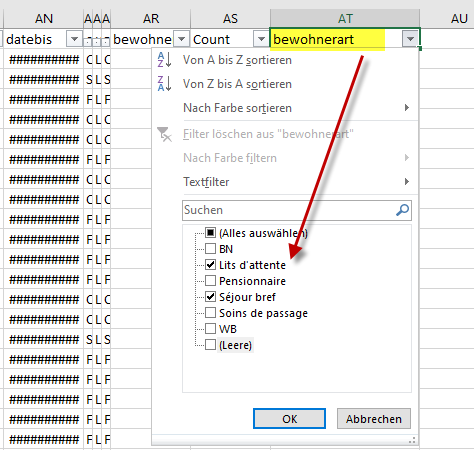 AN A A A AR AS AT AU
datebis bewohne Count bewohnerart
########## C L C
########## S L S
########## F L F
########## C L C
########## C L C
########## F L F
########## F L F
########## C L C
########## F L F
########## F L F
########## F L F
########## F L F
########## C L C
########## C L C
########## S L S
########## F L F
########## F L F
########## F L F
########## F L F
########## F L F
Von A bis Z sortieren
Von Z bis A sortieren
Nach Farbe sortieren
Filter löschen aus "bewohnerart"
Nach Farbe filtern
Textfilter
Suchen
(Alles auswählen)
BN
Lits d'attente
Pensionnaire
Séjour bref
Soins de passage
WB
(Leere)
OK Abbrechen